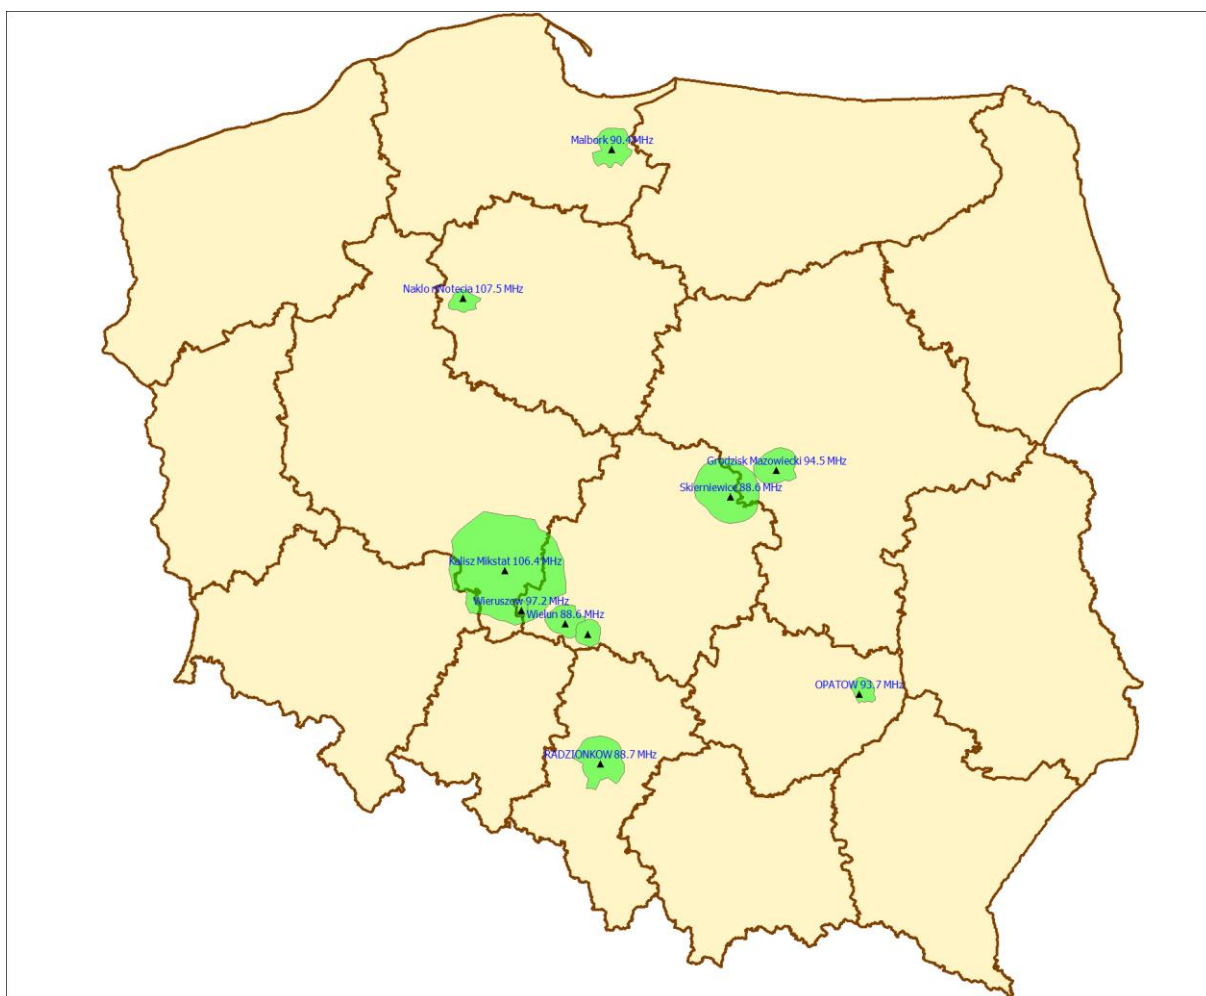 Malbork 90.4 MHz
Naklo n Notecia 107.5 MHz
Grodzisk Mazowiecki 94.5 MHz
Skierniewice 88.6 MHz
Kalisz Mikstat 106.4 MHz
Wieruszow 97.2 MHz
Wielun 88.6 MHz
OPATOW 93.7 MHz
RADZIONKOW 88.7 MHz